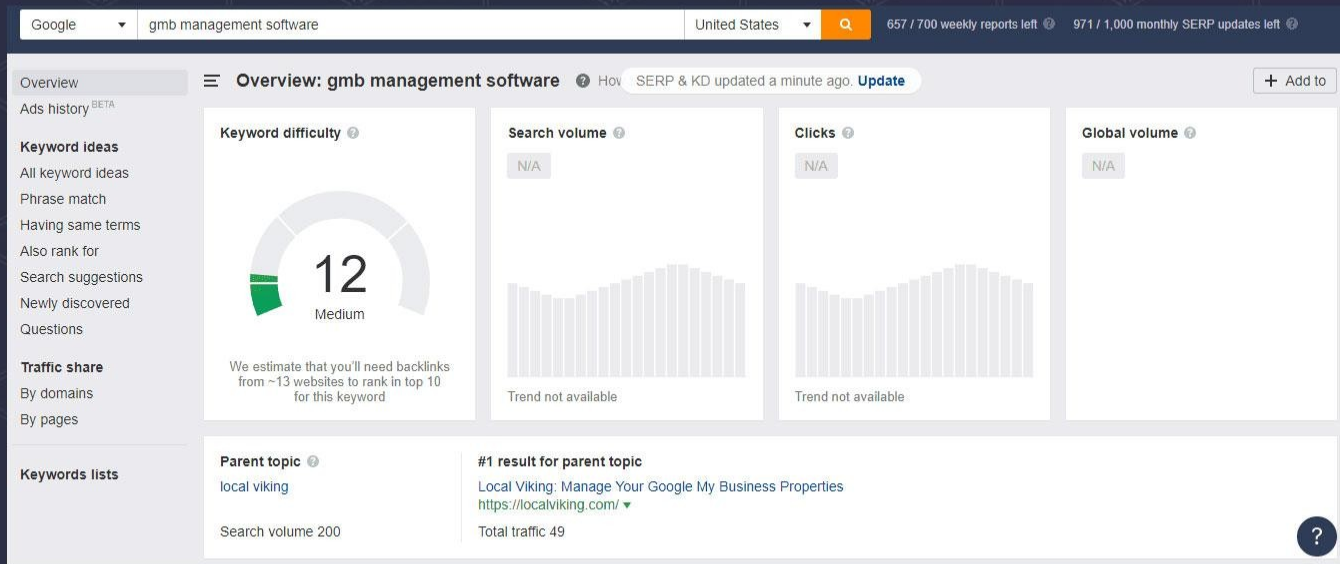 Google
gmb management software
United States
657 / 700 weekly reports left
971 / 1,000 monthly SERP updates left
Overview
Ads history BETA
Keyword ideas
All keyword ideas
Phrase match
Having same terms
Also rank for
Search suggestions
Newly discovered
Questions
Traffic share
By domains
By pages
Keywords lists
Overview: gmb management software
? How
SERP & KD updated a minute ago. Update
+ Add to
Keyword difficulty ?
12
Medium
We estimate that you'll need backlinks
from ~13 websites to rank in top 10
for this keyword
Search volume ?
N/A
Trend not available
Clicks ?
N/A
Trend not available
Global volume ?
N/A
Parent topic ?
local viking
Search volume 200
#1 result for parent topic
Local Viking: Manage Your Google My Business Properties
https://localviking.com/
Total traffic 49
?